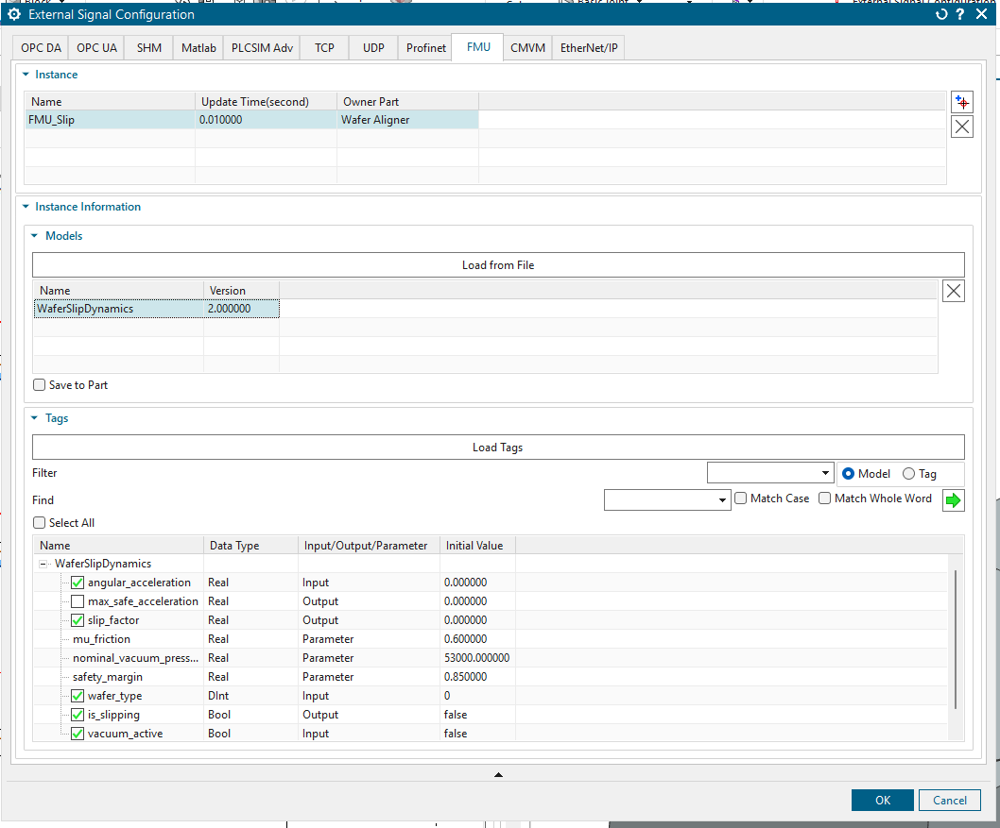 External Signal Configuration
OPC DA OPC UA SHM Matlab PLCSIM Adv TCP UDP Profinet FMU CMVM EtherNet/IP
Instance
Name Update Time(second) Owner Part
FMU_Slip 0.010000 Wafer Aligner
Instance Information
Models
Load from File
Name Version
WaferSlipDynamics 2.000000
Save to Part
Tags
Load Tags
Filter Model Tag
Find Match Case Match Whole Word
Select All
Name Data Type Input/Output/Parameter Initial Value
WaferSlipDynamics
angular_acceleration Real Input 0.000000
max_safe_acceleration Real Output 0.000000
slip_factor Real Output 0.000000
mu_friction Real Parameter 0.600000
nominal_vacuum_press... Real Parameter 53000.000000
safety_margin Real Parameter 0.850000
wafer_type DInt Input 0
is_slipping Bool Output false
vacuum_active Bool Input false
OK Cancel